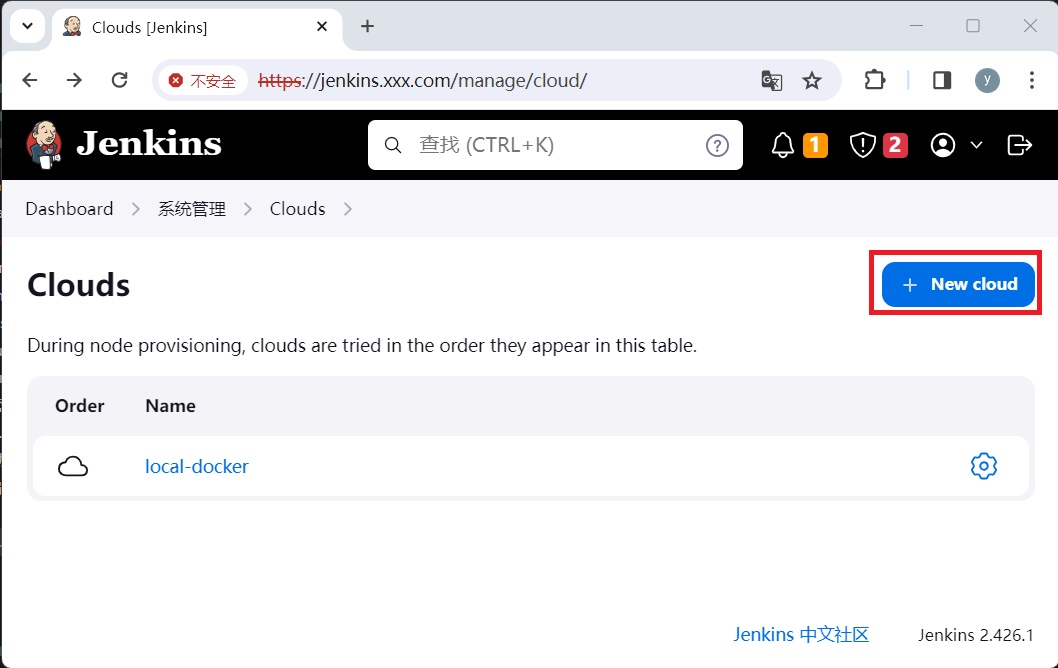 Clouds [Jenkins]
不安全 https://jenkins.xxx.com/manage/cloud/ y
Jenkins 查找 (CTRL+K) ? 1 2
Dashboard 系统管理 Clouds
Clouds + New cloud
During node provisioning, clouds are tried in the order they appear in this table.
Order Name
local-docker
Jenkins 中文社区 Jenkins 2.426.1